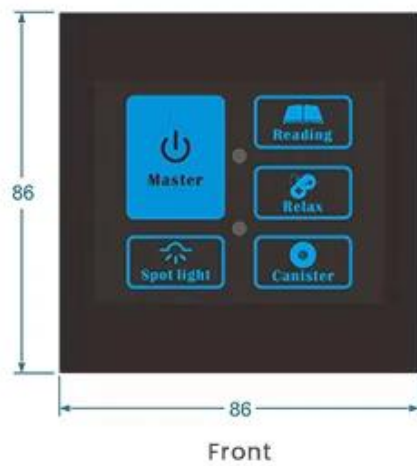 Master
Reading
Relax
Spot light
Canister
86
86
Front